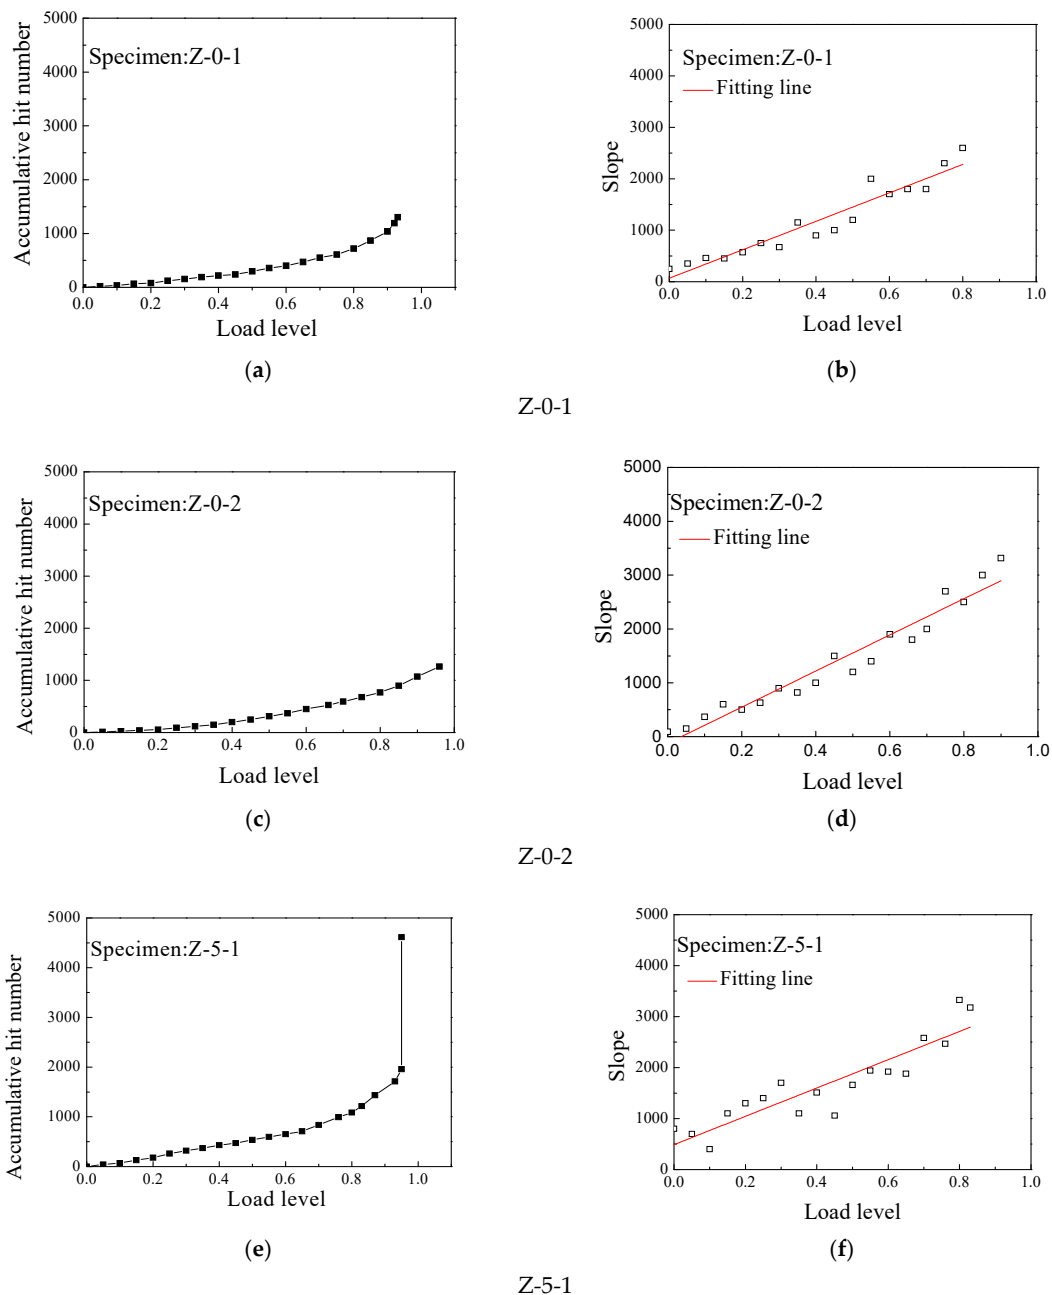 Specimen:Z-0-1
Accumulative hit number
5000
4000
3000
2000
1000
0
0.0 0.2 0.4 0.6 0.8 1.0
Load level
(a)
Specimen:Z-0-1
Fitting line
Slope
5000
4000
3000
2000
1000
0
0.0 0.2 0.4 0.6 0.8 1.0
Load level
(b)
Z-0-1
Specimen:Z-0-2
Accumulative hit number
5000
4000
3000
2000
1000
0
0.0 0.2 0.4 0.6 0.8 1.0
Load level
(c)
Specimen:Z-0-2
Fitting line
Slope
5000
4000
3000
2000
1000
0
0.0 0.2 0.4 0.6 0.8 1.0
Load level
(d)
Z-0-2
Specimen:Z-5-1
Accumulative hit number
5000
4000
3000
2000
1000
0
0.0 0.2 0.4 0.6 0.8 1.0
Load level
(e)
Specimen:Z-5-1
Fitting line
Slope
5000
4000
3000
2000
1000
0
0.0 0.2 0.4 0.6 0.8 1.0
Load level
(f)
Z-5-1